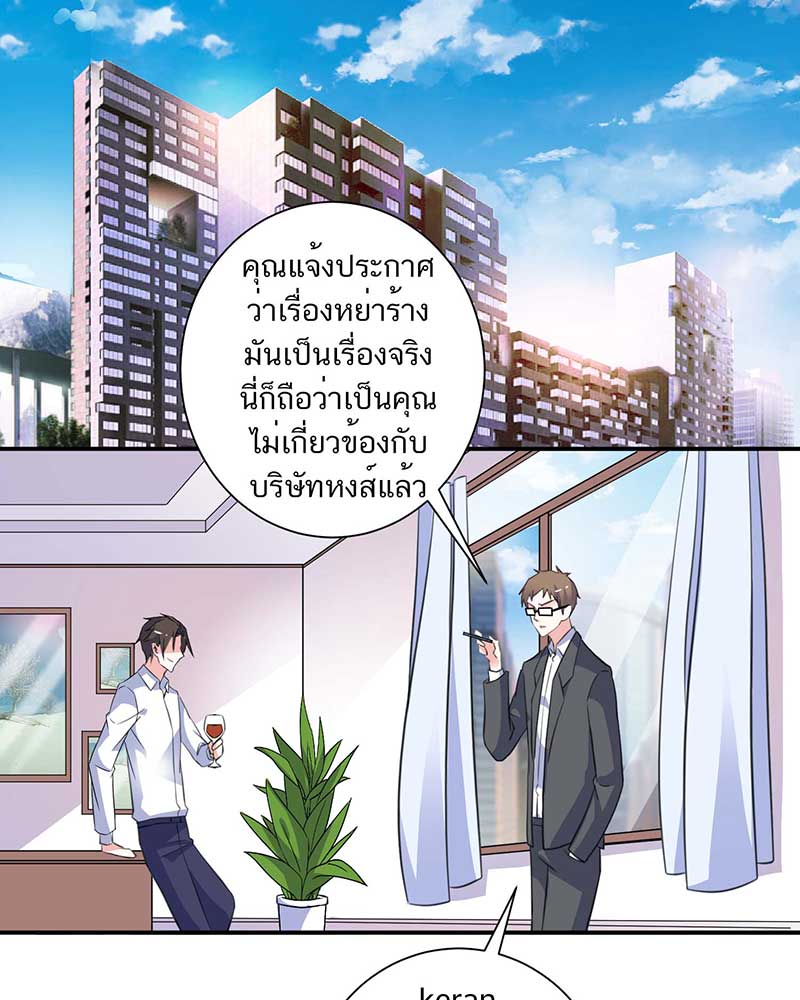 คุณแจ้งประกาศ
ว่าเรื่องหย่าร้าง
มันเป็นเรื่องจริง
นี่ก็ถือว่าเป็นคุณ
ไม่เกี่ยวข้องกับ
บริษัทหงส์แล้ว
keran